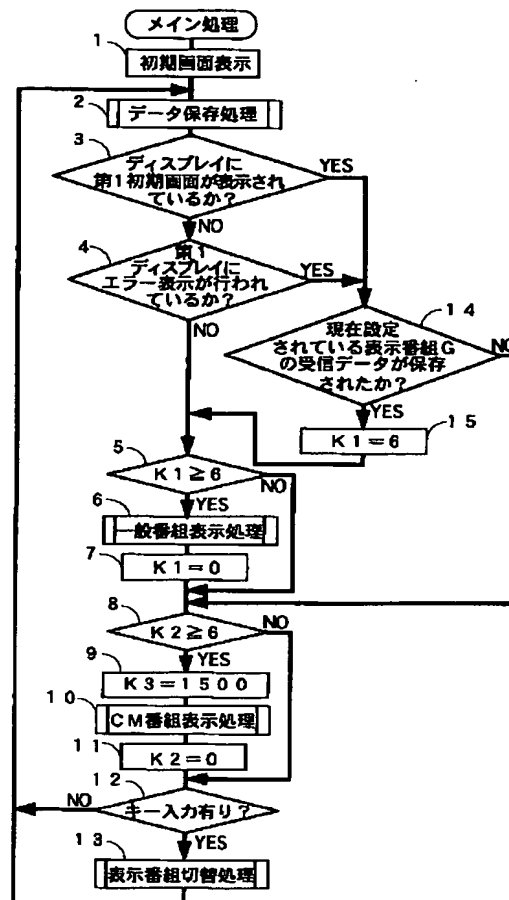 メイン処理
1
初期画面表示
2
データ保存処理
3
ディスプレイに
第1初期画面が表示され
ているか？
YES
NO
4
第1
ディスプレイに
エラー表示が行われ
ているか？
YES
NO
14
現在設定
されている表示番組G
の受信データが保存
されたか？
NO
YES
15
K1＝6
5
K1≧6
NO
YES
6
一般番組表示処理
7
K1＝0
8
K2≧6
NO
YES
9
K3＝1500
10
CM番組表示処理
11
K2＝0
12
キー入力有り？
NO
YES
13
表示番組切替処理